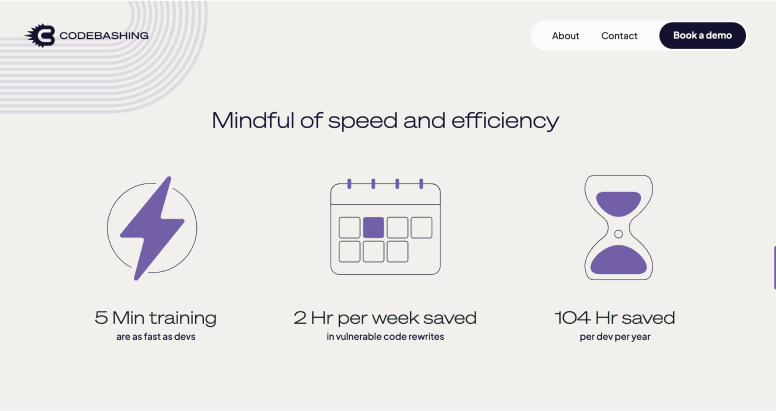 CODEBASHING
About Contact Book a demo
Mindful of speed and efficiency
5 Min training 2 Hr per week saved 104 Hr saved
are as fast as devs in vulnerable code rewrites per dev per year